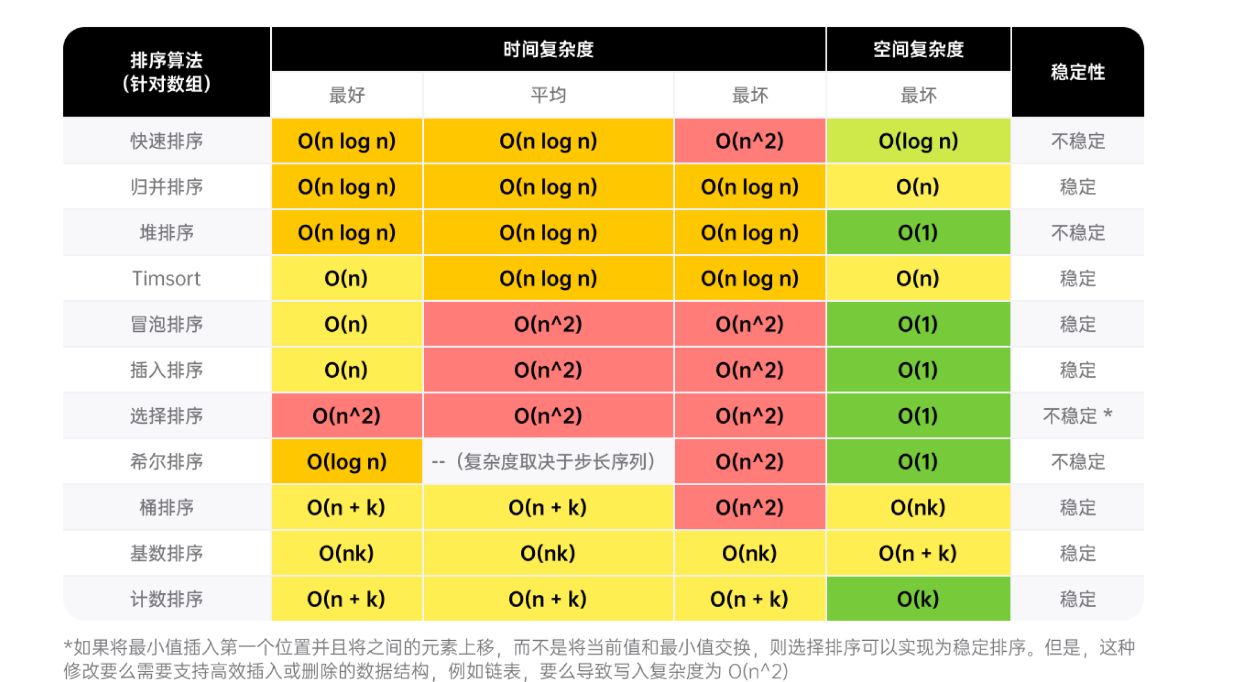 排序算法
（针对数组）
时间复杂度
空间复杂度
稳定性
最好 平均 最坏 最坏
快速排序 O(n log n) O(n log n) O(n^2) O(log n) 不稳定
归并排序 O(n log n) O(n log n) O(n log n) O(n) 稳定
堆排序 O(n log n) O(n log n) O(n log n) O(1) 不稳定
Timsort O(n) O(n log n) O(n log n) O(n) 稳定
冒泡排序 O(n) O(n^2) O(n^2) O(1) 稳定
插入排序 O(n) O(n^2) O(n^2) O(1) 稳定
选择排序 O(n^2) O(n^2) O(n^2) O(1) 不稳定 *
希尔排序 O(log n) --（复杂度取决于步长序列） O(n^2) O(1) 不稳定
桶排序 O(n + k) O(n + k) O(n^2) O(nk) 稳定
基数排序 O(nk) O(nk) O(nk) O(n + k) 稳定
计数排序 O(n + k) O(n + k) O(n + k) O(k) 稳定
*如果将最小值插入第一个位置并且将之间的元素上移，而不是将当前值和最小值交换，则选择排序可以实现为稳定排序。但是，这种
修改要么需要支持高效插入或删除的数据结构，例如链表，要么导致写入复杂度为 O(n^2)